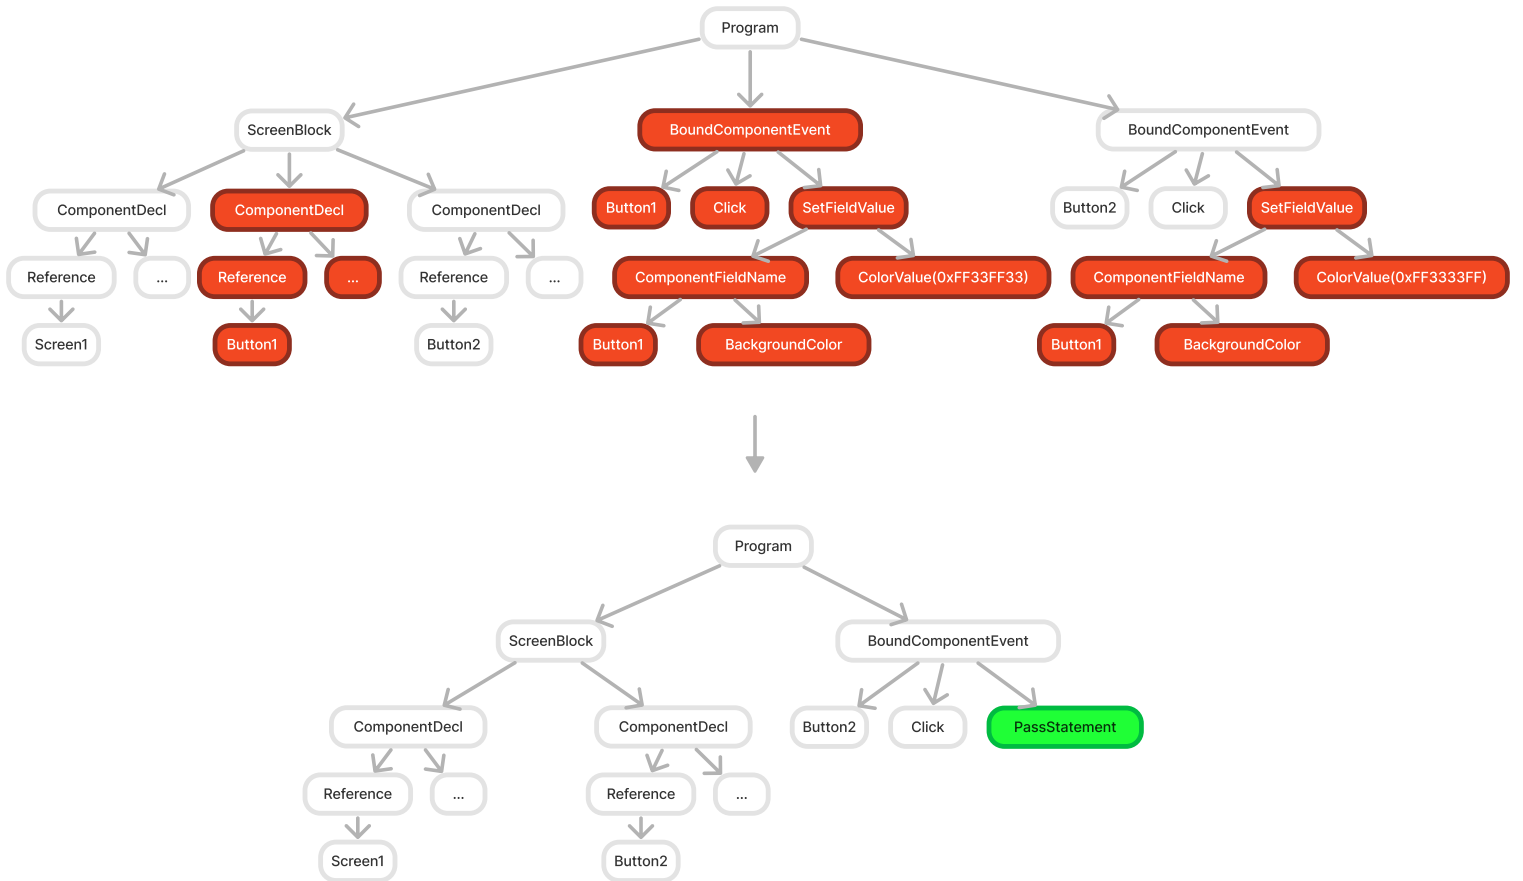 Program
ScreenBlock
BoundComponentEvent
BoundComponentEvent
ComponentDecl
ComponentDecl
ComponentDecl
Button1
Click
SetFieldValue
Button2
Click
SetFieldValue
Reference
...
Reference
...
Reference
...
ComponentFieldName
ColorValue(0xFF33FF33)
ComponentFieldName
ColorValue(0xFF3333FF)
Screen1
Button1
Button2
Button1
BackgroundColor
Button1
BackgroundColor
Program
ScreenBlock
BoundComponentEvent
ComponentDecl
ComponentDecl
Button2
Click
PassStatement
Reference
...
Reference
...
Screen1
Button2